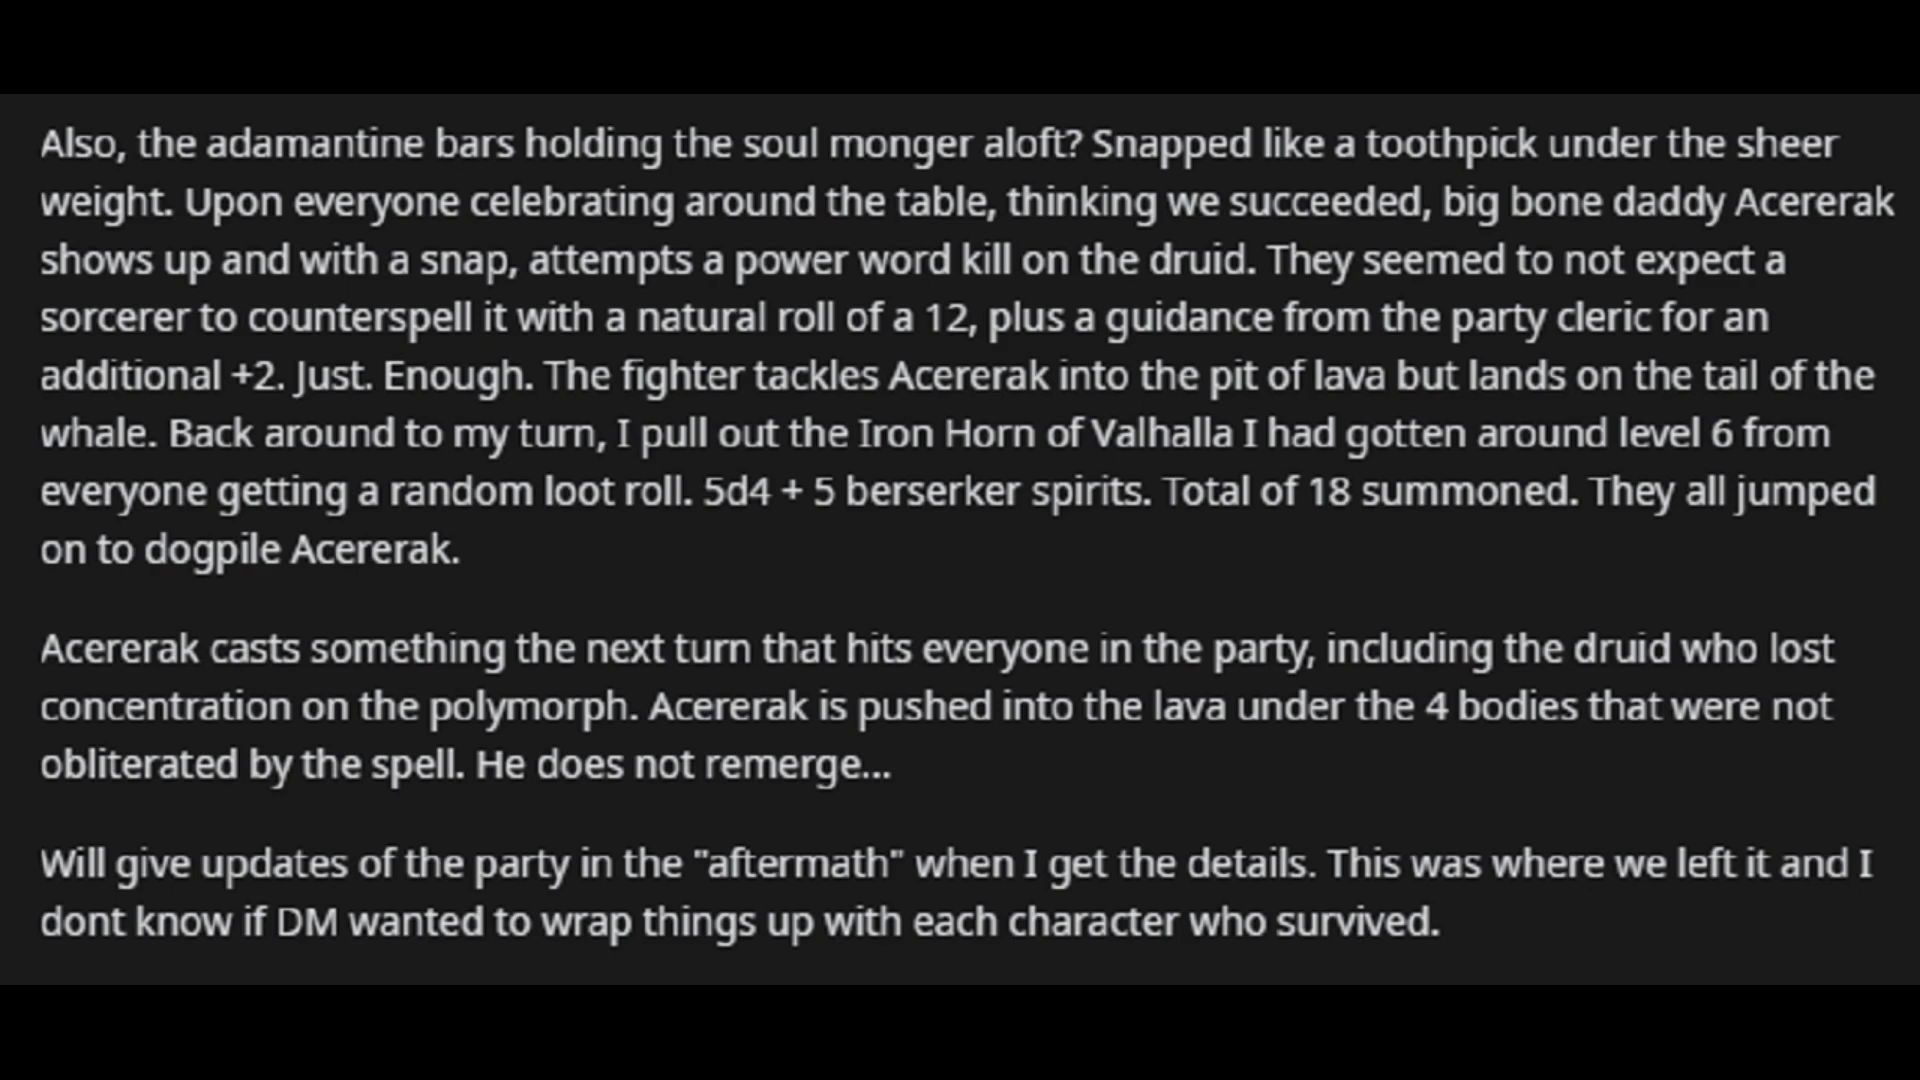 Also, the adamantine bars holding the soul monger aloft? Snapped like a toothpick under the sheer
weight. Upon everyone celebrating around the table, thinking we succeeded, big bone daddy Acererak
shows up and with a snap, attempts a power word kill on the druid. They seemed to not expect a
sorcerer to counterspell it with a natural roll of a 12, plus a guidance from the party cleric for an
additional +2. Just. Enough. The fighter tackles Acererak into the pit of lava but lands on the tail of the
whale. Back around to my turn, I pull out the Iron Horn of Valhalla I had gotten around level 6 from
everyone getting a random loot roll. 5d4 + 5 berserker spirits. Total of 18 summoned. They all jumped
on to dogpile Acererak.
Acererak casts something the next turn that hits everyone in the party, including the druid who lost
concentration on the polymorph. Acererak is pushed into the lava under the 4 bodies that were not
obliterated by the spell. He does not remerge...
Will give updates of the party in the "aftermath" when I get the details. This was where we left it and I
dont know if DM wanted to wrap things up with each character who survived.